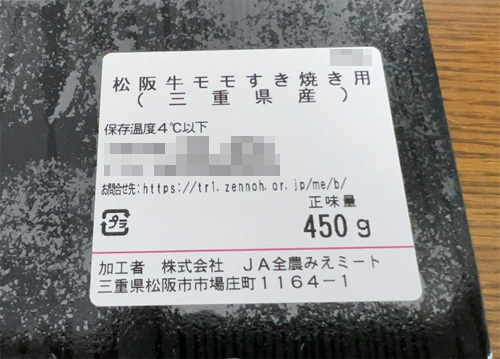 松阪牛モモすき焼き用
(三重県産)
保存温度4℃以下
お問合せ先:https://tr1.zennoh.or.jp/me/b/
正味量
プラ
450g
加工者 株式会社 JA全農みえミート
三重県松阪市市場庄町1164-1